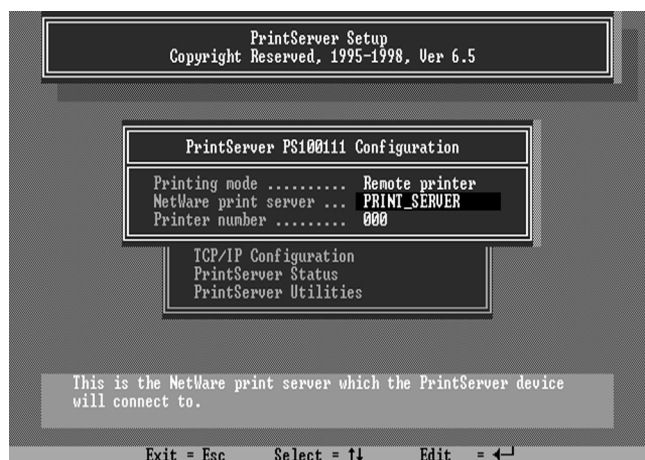 PrintServer Setup
Copyright Reserved, 1995-1998, Ver 6.5
PrintServer PS100111 Configuration
Printing mode .......... Remote printer
NetWare print server ... PRINT_SERVER
Printer number ......... 000
TCP/IP Configuration
PrintServer Status
PrintServer Utilities
This is the NetWare print server which the PrintServer device
will connect to.
Exit = Esc Select = ↑↓ Edit = ↵